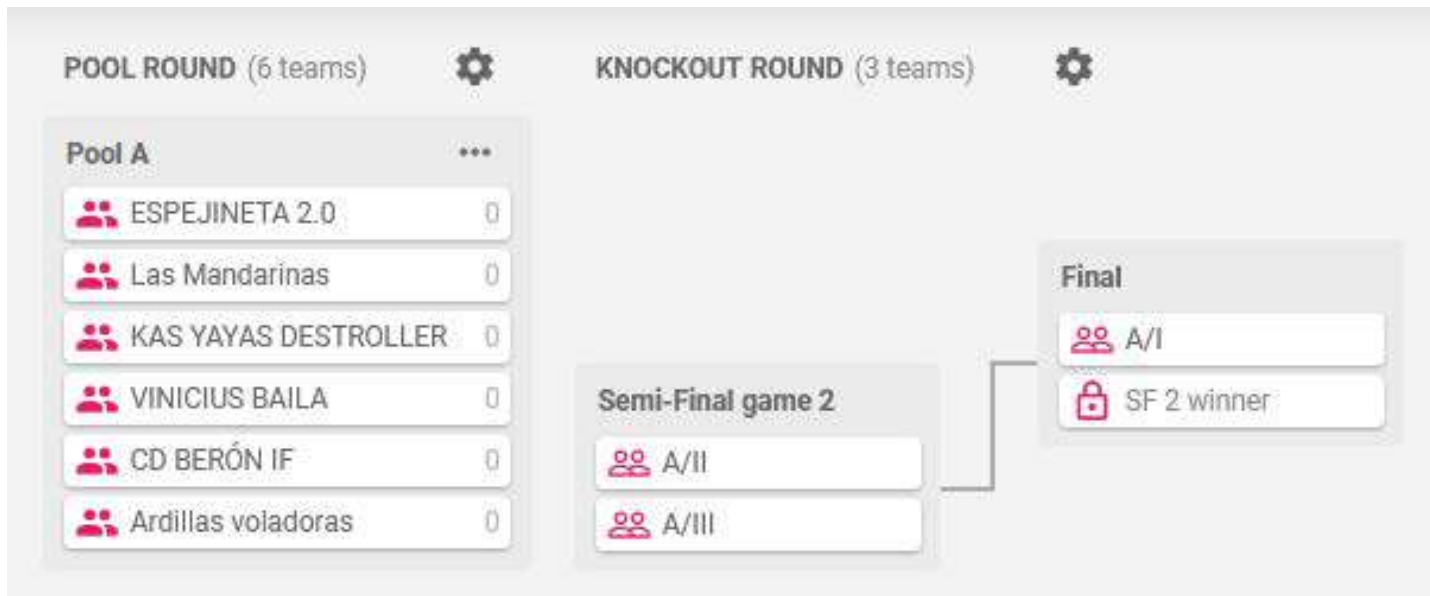 POOL ROUND (6 teams)
Pool A
ESPEJINETA 2.0 0
Las Mandarinas 0
KAS YAYAS DESTROLLER 0
VINICIUS BAILA 0
CD BERÓN IF 0
Ardillas voladoras 0
KNOCKOUT ROUND (3 teams)
Semi-Final game 2
A/II
A/III
Final
A/I
SF 2 winner